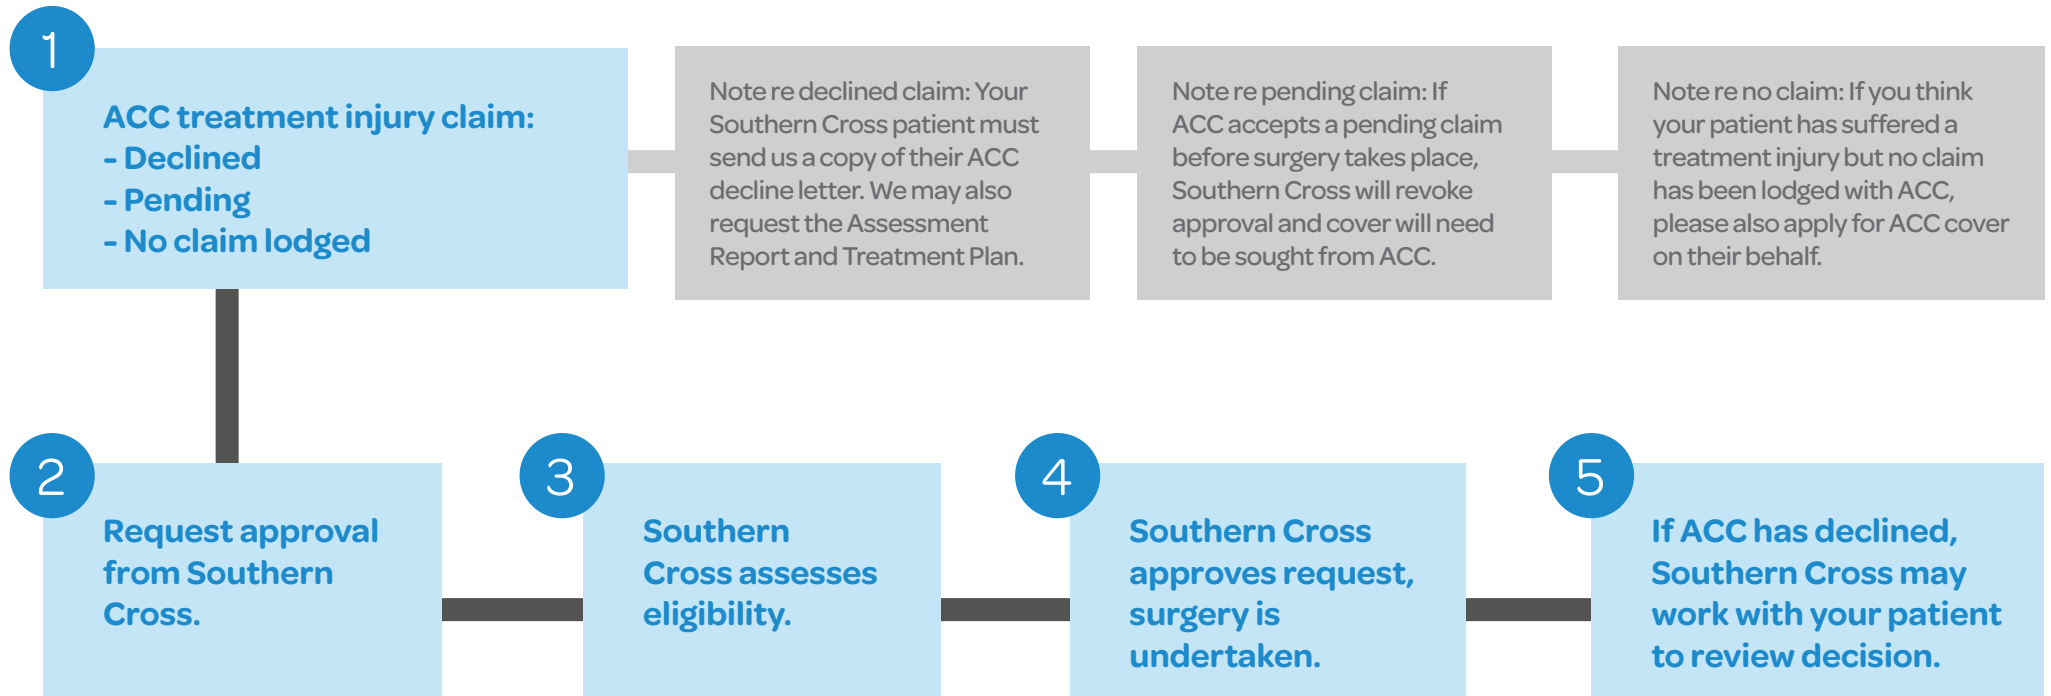 1
ACC treatment injury claim:
- Declined
- Pending
- No claim lodged
Note re declined claim: Your
Southern Cross patient must
send us a copy of their ACC
decline letter. We may also
request the Assessment
Report and Treatment Plan.
Note re pending claim: If
ACC accepts a pending claim
before surgery takes place,
Southern Cross will revoke
approval and cover will need
to be sought from ACC.
Note re no claim: If you think
your patient has suffered a
treatment injury but no claim
has been lodged with ACC,
please also apply for ACC cover
on their behalf.
2
Request approval
from Southern
Cross.
3
Southern
Cross assesses
eligibility.
4
Southern Cross
approves request,
surgery is
undertaken.
5
If ACC has declined,
Southern Cross may
work with your patient
to review decision.